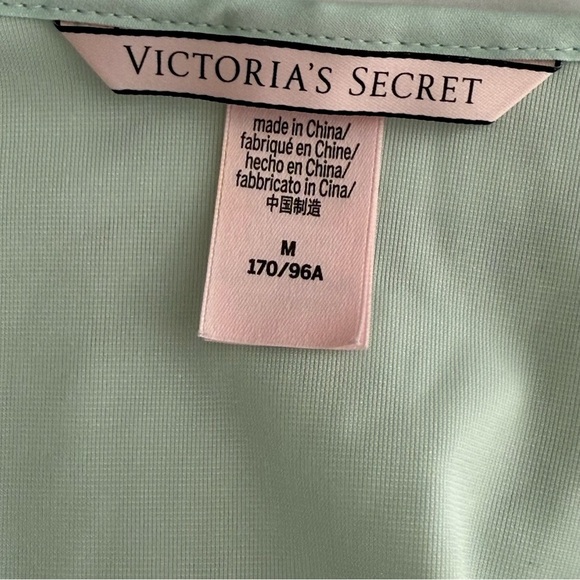 VICTORIA'S SECRET
made in China/
fabriqué en Chine/
hecho en China/
fabbricato in Cina/
中国制造
M
170/96A